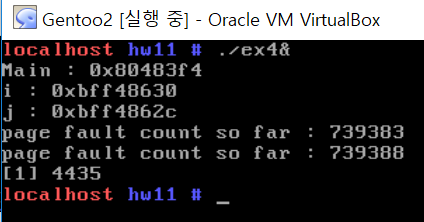 Gentoo2 [실행 중] - Oracle VM VirtualBox
localhost hw11 # ./ex4&
Main : 0x80483f4
i : 0xbff48630
j : 0xbff4862c
page fault count so far : 739383
page fault count so far : 739388
[1] 4435
localhost hw11 # _